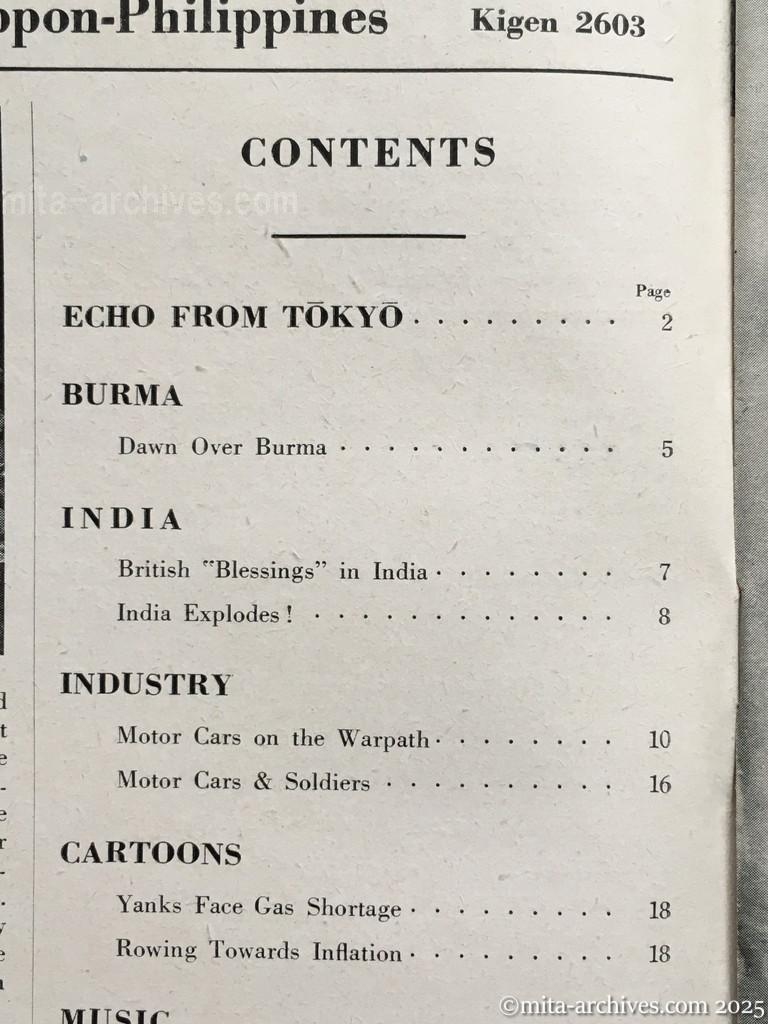 ppon-Philippines Kigen 2603
CONTENTS
mita-archives.com
Page
ECHO FROM TŌKYŌ . . . . . . . . . 2
BURMA
Dawn Over Burma . . . . . . . . . . . . 5
INDIA
British "Blessings" in India . . . . . . . . 7
India Explodes! . . . . . . . . . . . . . 8
INDUSTRY
Motor Cars on the Warpath . . . . . . . . 10
Motor Cars & Soldiers . . . . . . . . . . 16
CARTOONS
Yanks Face Gas Shortage . . . . . . . . . 18
Rowing Towards Inflation . . . . . . . . . 18
MUSIC
©mita-archives.com 2025